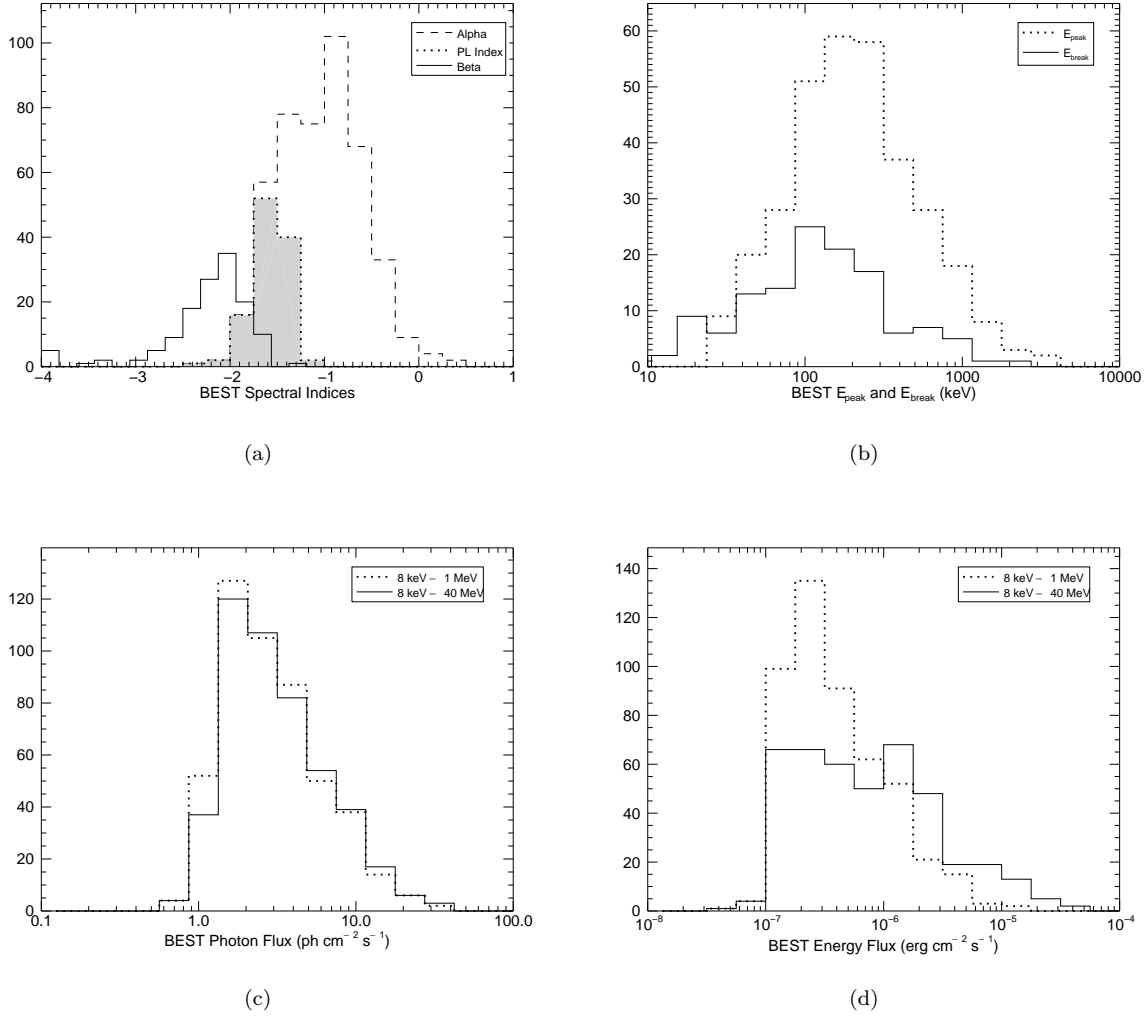 100
80
60
40
20
0
Alpha
PL Index
Beta
−4
−3
−2
−1
0
1
BEST Spectral Indices
(a)
60
50
40
30
20
10
0
E_peak
E_break
10
100
1000
10000
BEST E_peak and E_break (keV)
(b)
120
100
80
60
40
20
0
8 keV − 1 MeV
8 keV − 40 MeV
0.1
1.0
10.0
100.0
BEST Photon Flux (ph cm⁻² s⁻¹)
(c)
140
120
100
80
60
40
20
0
8 keV − 1 MeV
8 keV − 40 MeV
10⁻⁸
10⁻⁷
10⁻⁶
10⁻⁵
10⁻⁴
BEST Energy Flux (erg cm⁻² s⁻¹)
(d)